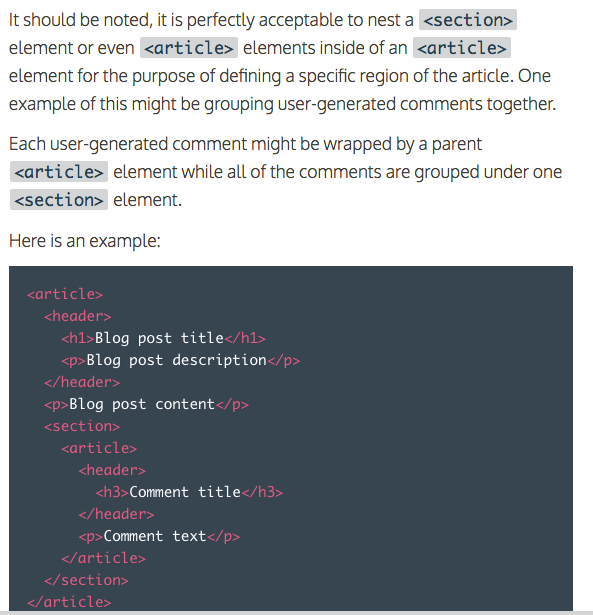 It should be noted, it is perfectly acceptable to nest a <section>
element or even <article> elements inside of an <article>
element for the purpose of defining a specific region of the article. One
example of this might be grouping user-generated comments together.
Each user-generated comment might be wrapped by a parent
<article> element while all of the comments are grouped under one
<section> element.
Here is an example:
<article>
<header>
<h1>Blog post title</h1>
<p>Blog post description</p>
</header>
<p>Blog post content</p>
<section>
<article>
<header>
<h3>Comment title</h3>
</header>
<p>Comment text</p>
</article>
</section>
</article>